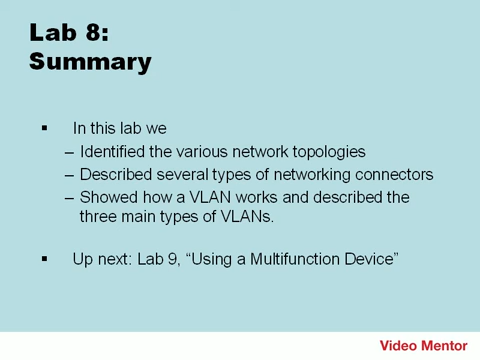 Lab 8:
Summary
▪ In this lab we
– Identified the various network topologies
– Described several types of networking connectors
– Showed how a VLAN works and described the
three main types of VLANs.
▪ Up next: Lab 9, “Using a Multifunction Device”
Video Mentor